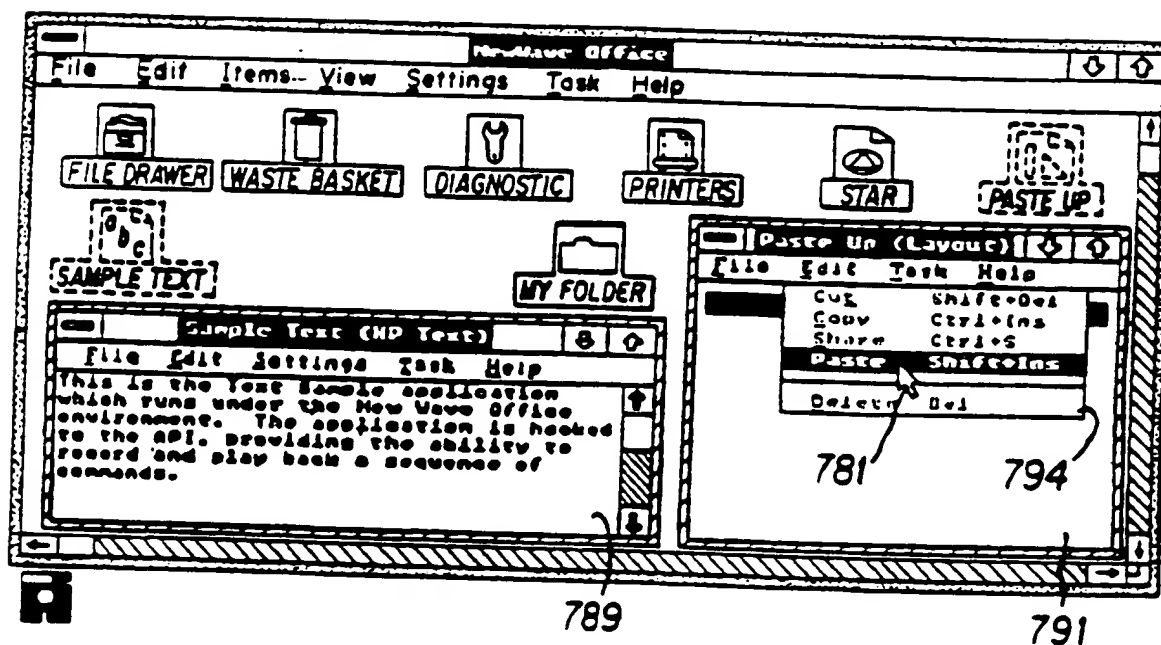 NewWave Office
File Edit Items View Settings Task Help
FILE DRAWER WASTE BASKET DIAGNOSTIC PRINTERS STAR PASTE UP
SAMPLE TEXT MY FOLDER
Paste Up (Layout)
File Edit Task Help
Cut Shift+Del
Copy Ctrl+Ins
Share Ctrl+S
Paste Shift+Ins
Delete Del
Sample Text (HP Text)
File Edit Settings Task Help
This is the Text Sample application
which runs under the New Wave Office
environment. The application is hooked
to the API, providing the ability to
record and play back a sequence of
commands.
781 794
789 791